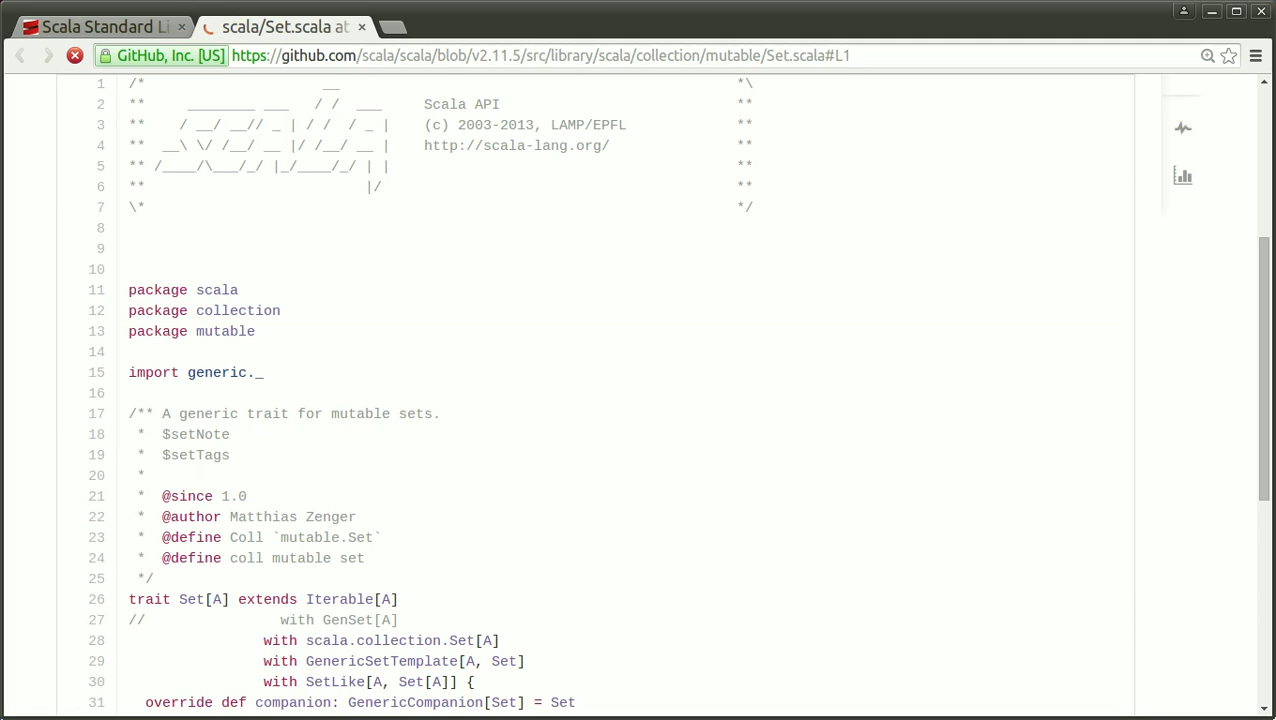 Scala Standard Li
scala/Set.scala at
GitHub, Inc. [US] https://github.com/scala/scala/blob/v2.11.5/src/library/scala/collection/mutable/Set.scala#L1
1 /*                     __                                               *\
2 **     ________ ___   / /  ___     Scala API                            **
3 **    / __/ __// _ | / /  / _ |    (c) 2003-2013, LAMP/EPFL             **
4 **  __\ \/ /__/ __ |/ /__/ __ |    http://scala-lang.org/               **
5 ** /____/\___/_/ |_/____/_/ | |                                         **
6 **                          |/                                          **
7 \*                                                                      */
8
9
10
11 package scala
12 package collection
13 package mutable
14
15 import generic._
16
17 /** A generic trait for mutable sets.
18  *  $setNote
19  *  $setTags
20  *
21  *  @since 1.0
22  *  @author Matthias Zenger
23  *  @define Coll `mutable.Set`
24  *  @define coll mutable set
25  */
26 trait Set[A] extends Iterable[A]
27 //                with GenSet[A]
28                 with scala.collection.Set[A]
29                 with GenericSetTemplate[A, Set]
30                 with SetLike[A, Set[A]] {
31   override def companion: GenericCompanion[Set] = Set